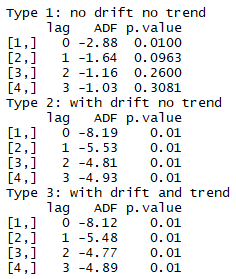 Type 1: no drift no trend
     lag   ADF p.value
[1,]   0 -2.88  0.0100
[2,]   1 -1.64  0.0963
[3,]   2 -1.16  0.2600
[4,]   3 -1.03  0.3081
Type 2: with drift no trend
     lag   ADF p.value
[1,]   0 -8.19    0.01
[2,]   1 -5.53    0.01
[3,]   2 -4.81    0.01
[4,]   3 -4.93    0.01
Type 3: with drift and trend
     lag   ADF p.value
[1,]   0 -8.12    0.01
[2,]   1 -5.48    0.01
[3,]   2 -4.77    0.01
[4,]   3 -4.89    0.01